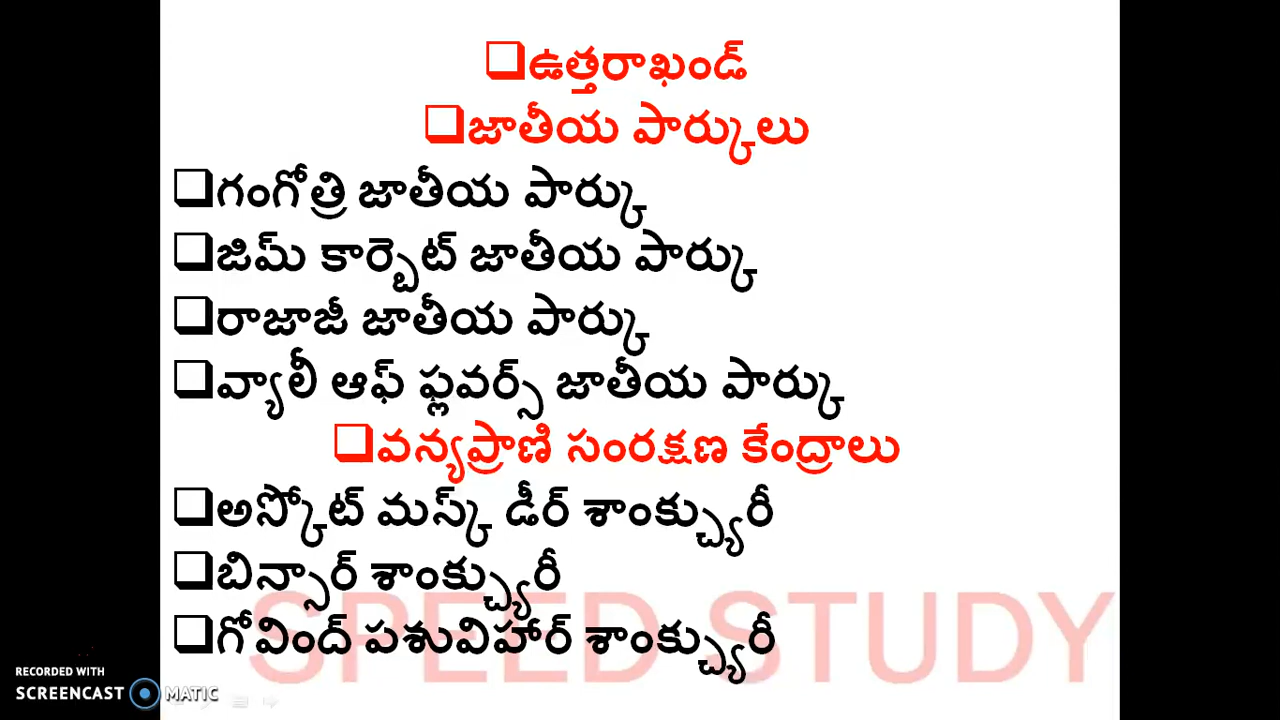 ❑ఉత్తరాఖండ్
❑జాతీయ పార్కులు
❑గంగోత్రి జాతీయ పార్కు
❑జిమ్ కార్బెట్ జాతీయ పార్కు
❑రాజాజీ జాతీయ పార్కు
❑వ్యాలీ ఆఫ్ ఫ్లవర్స్ జాతీయ పార్కు
❑వన్యప్రాణి సంరక్షణ కేంద్రాలు
❑అస్కోట్ మస్క్ డీర్ శాంక్చ్యురీ
❑బిన్సార్ శాంక్చ్యురీ
❑గోవింద్ పశువిహార్ శాంక్చ్యురీ
SPEED STUDY
RECORDED WITH
SCREENCAST MATIC